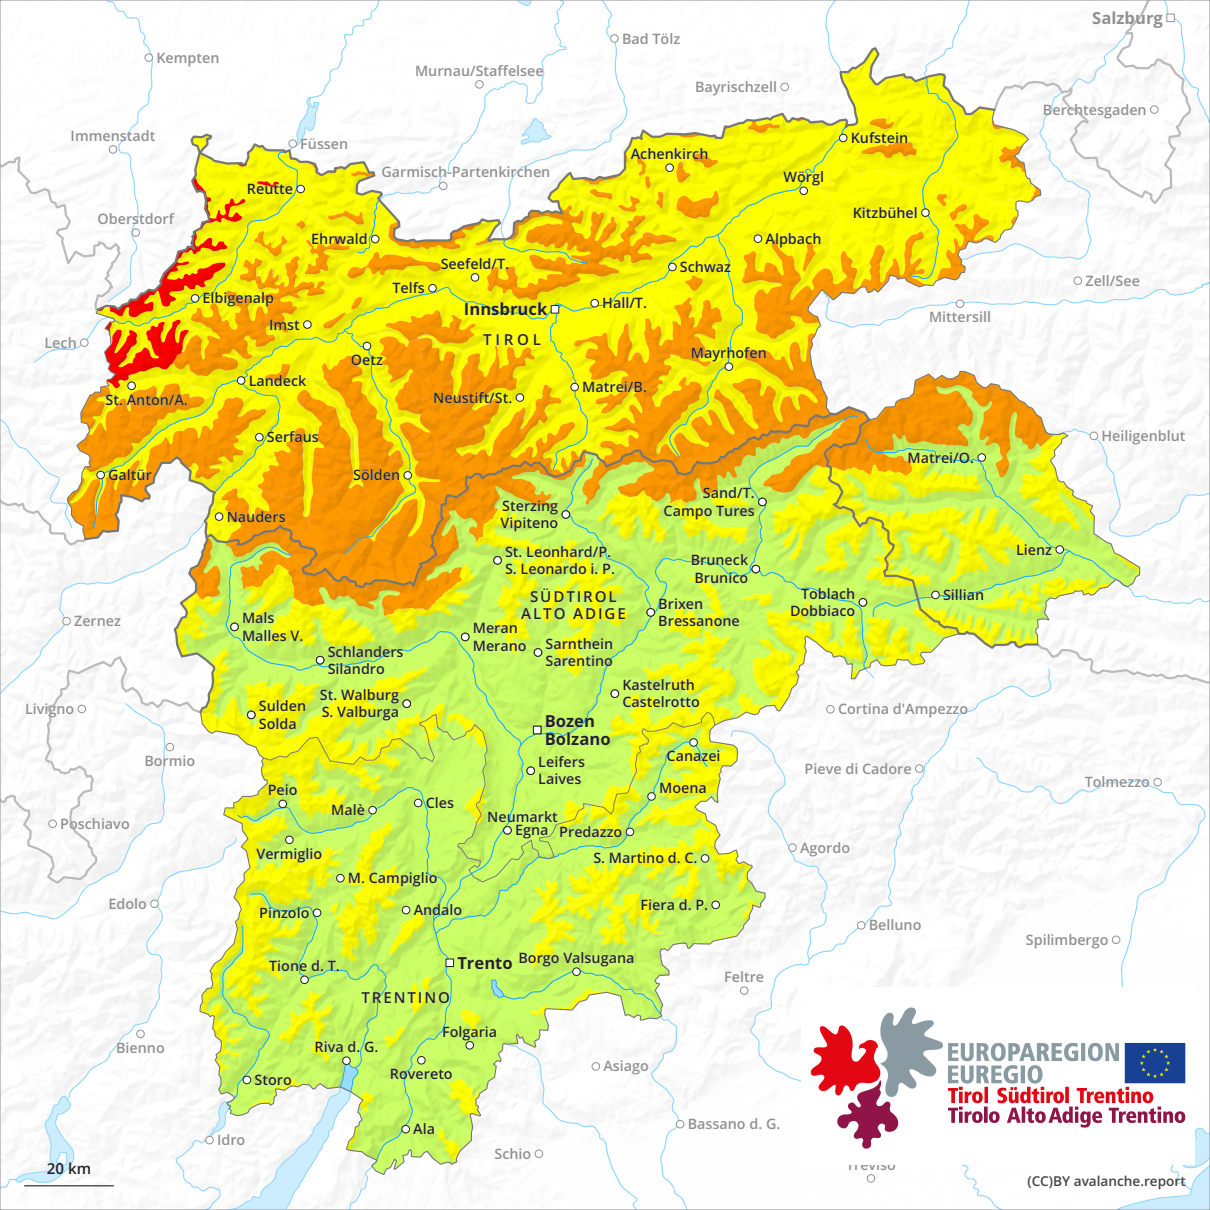 Salzburg
Bad Tölz
Kempten
Murnau/Staffelsee
Bayrischzell
Berchtesgaden
Immenstadt
Füssen
Kufstein
Achenkirch
Garmisch-Partenkirchen
Wörgl
Reutte
Oberstdorf
Kitzbühel
Ehrwald
Alpbach
Seefeld/T.
Schwaz
Zell/See
Telfs
Elbigenalp
Innsbruck
Hall/T.
Mittersill
Imst
Lech
TIROL
Oetz
Mayrhofen
Landeck
Matrei/B.
St. Anton/A.
Neustift/St.
Serfaus
Heiligenblut
Matrei/O.
Galtür
Sölden
Sand/T.
Campo Tures
Sterzing
Vipiteno
Nauders
St. Leonhard/P.
S. Leonardo i. P.
Lienz
Bruneck
Brunico
SÜDTIROL
ALTO ADIGE
Toblach
Dobbiaco
Sillian
Brixen
Bressanone
Zernez
Mals
Malles V.
Meran
Merano
Sarnthein
Sarentino
Schlanders
Silandro
Kastelruth
Castelrotto
St. Walburg
S. Valburga
Sulden
Solda
Livigno
Cortina d'Ampezzo
Bozen
Bolzano
Bormio
Canazei
Leifers
Laives
Pieve di Cadore
Tolmezzo
Peio
Moena
Malè
Cles
Neumarkt
Egna
Predazzo
Poschiavo
Vermiglio
Agordo
S. Martino d. C.
M. Campiglio
Edolo
Pinzolo
Andalo
Fiera d. P.
Belluno
Spilimbergo
Trento
Borgo Valsugana
Tione d. T.
Feltre
TRENTINO
Folgaria
Bienno
Riva d. G.
Rovereto
Asiago
Storo
EUROPAREGION
EUREGIO
Tirol Südtirol Trentino
Tirolo Alto Adige Trentino
Ala
Bassano d. G.
Idro
Schio
Treviso
20 km
(CC)BY avalanche.report